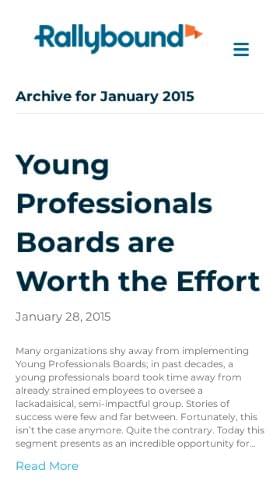 Rallybound
Archive for January 2015
Young
Professionals
Boards are
Worth the Effort
January 28, 2015
Many organizations shy away from implementing
Young Professionals Boards; in past decades, a
young professionals board took time away from
already strained employees to oversee a
lackadaisical, semi-impactful group. Stories of
success were few and far between. Fortunately, this
isn't the case anymore. Quite the contrary. Today this
segment presents as an incredible opportunity for...
Read More